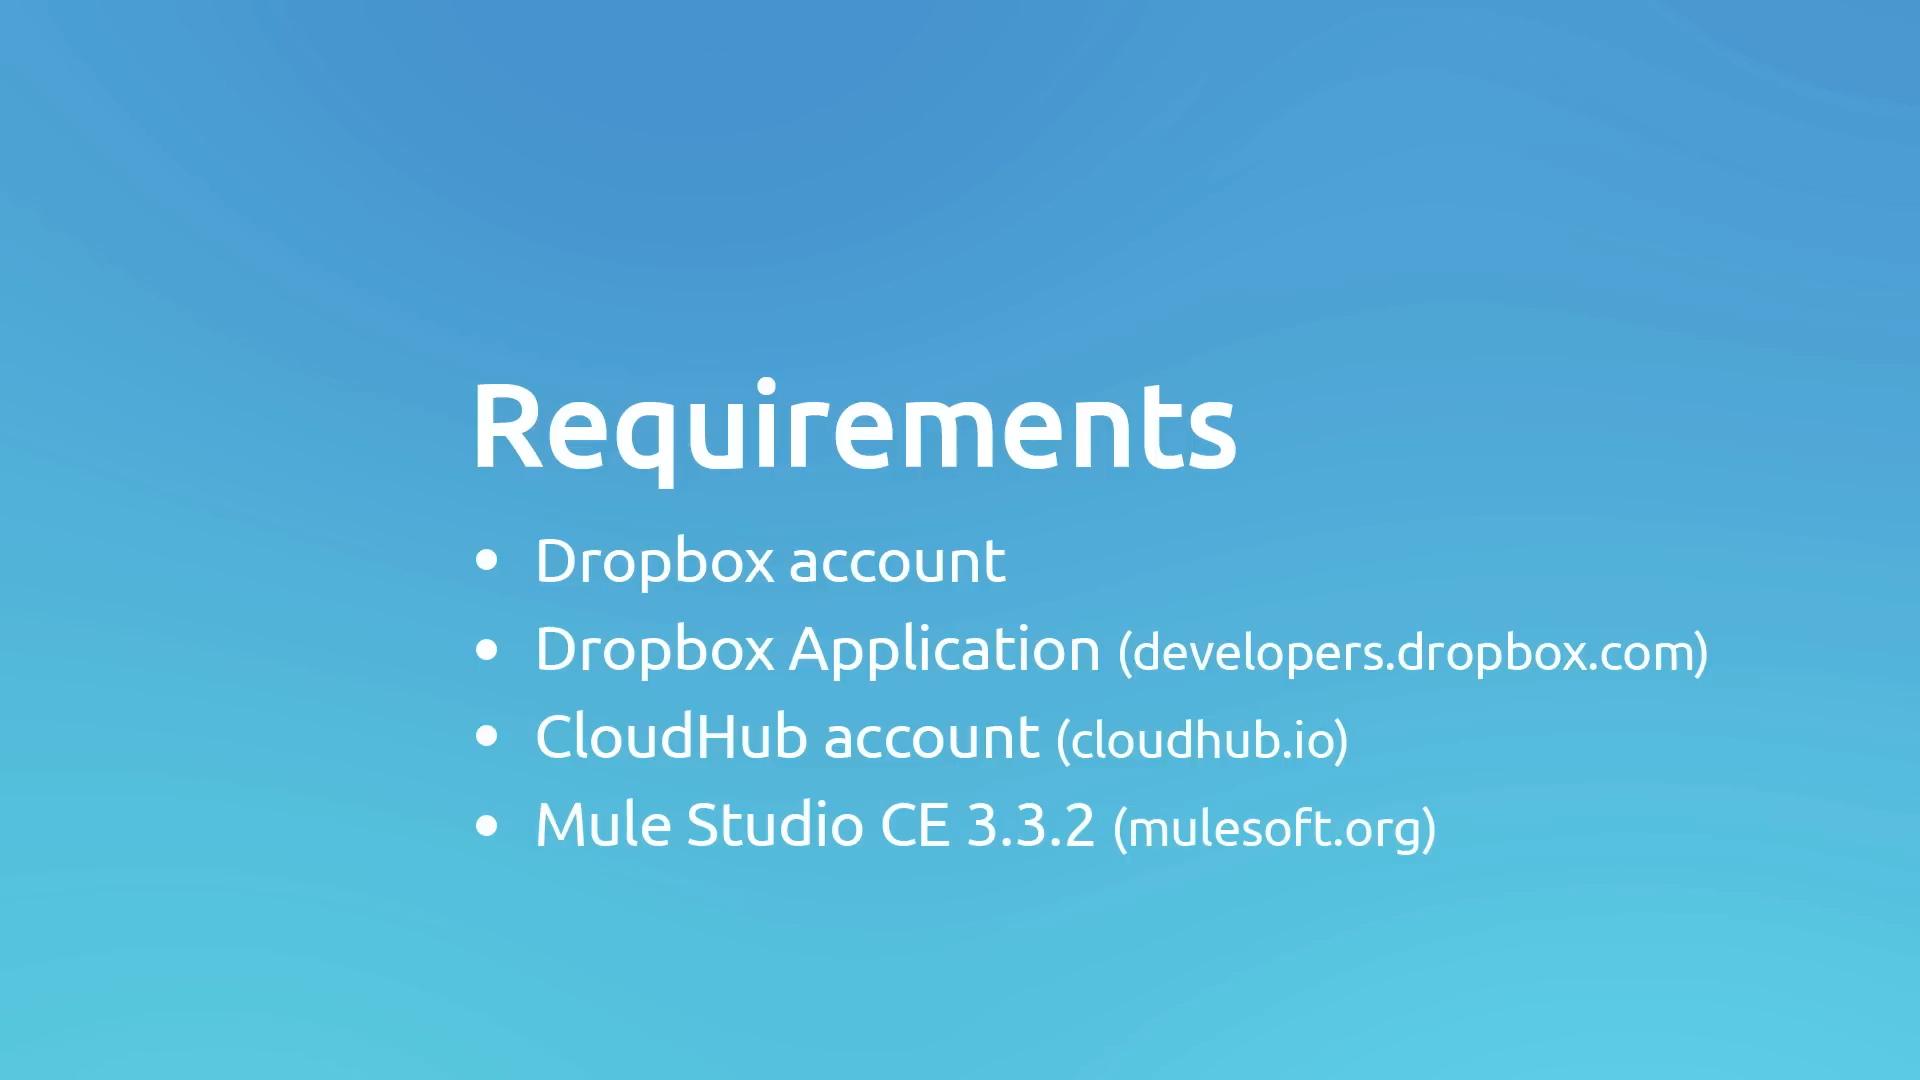 Requirements
• Dropbox account
• Dropbox Application (developers.dropbox.com)
• CloudHub account (cloudhub.io)
• Mule Studio CE 3.3.2 (mulesoft.org)